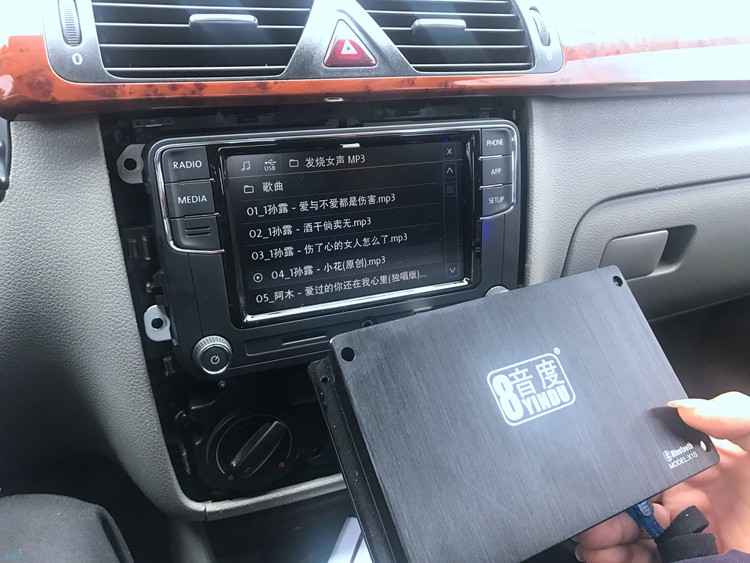 0
RADIO
MEDIA
PHONE
APP
SETUP
USB
发烧女声 MP3
X
歌曲
01_1孙露 - 爱与不爱都是伤害.mp3
02_1孙露 - 酒干倘卖无.mp3
03_1孙露 - 伤了心的女人怎么了.mp3
04_1孙露 - 小花(原创).mp3
05_阿木 - 爱过的你还在我心里(独唱版)...
8音度®
YINDU
Bluetooth
MODEL:X1S